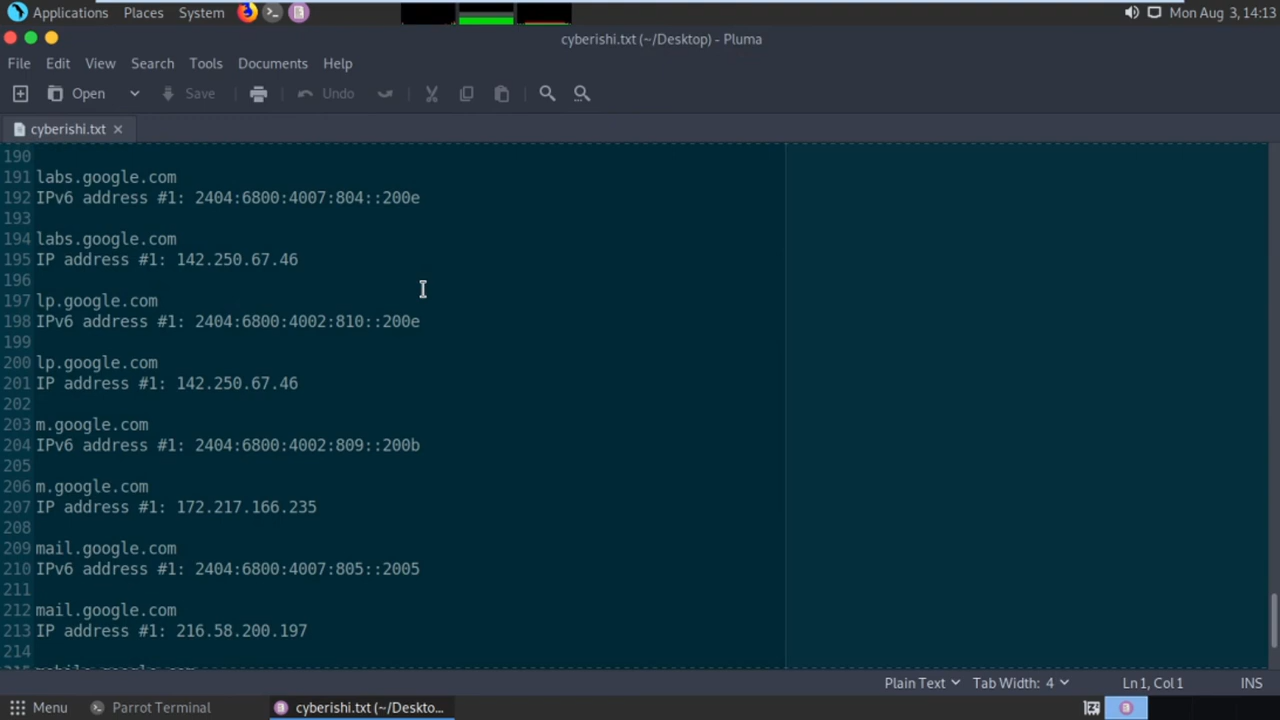 Applications Places System Mon Aug 3, 14:13
cyberishi.txt (~/Desktop) - Pluma
File Edit View Search Tools Documents Help
Open Save Undo
cyberishi.txt
190
191 labs.google.com
192 IPv6 address #1: 2404:6800:4007:804::200e
193
194 labs.google.com
195 IP address #1: 142.250.67.46
196
197 lp.google.com
198 IPv6 address #1: 2404:6800:4002:810::200e
199
200 lp.google.com
201 IP address #1: 142.250.67.46
202
203 m.google.com
204 IPv6 address #1: 2404:6800:4002:809::200b
205
206 m.google.com
207 IP address #1: 172.217.166.235
208
209 mail.google.com
210 IPv6 address #1: 2404:6800:4007:805::2005
211
212 mail.google.com
213 IP address #1: 216.58.200.197
214
Plain Text Tab Width: 4 Ln 1, Col 1 INS
Menu Parrot Terminal cyberishi.txt (~/Deskto...